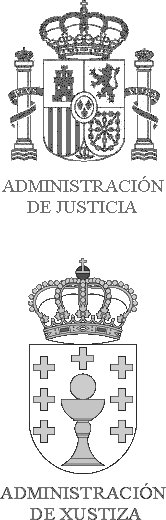 ADMINISTRACIÓN
DE JUSTICIA
ADMINISTRACIÓN
DE XUSTIZA